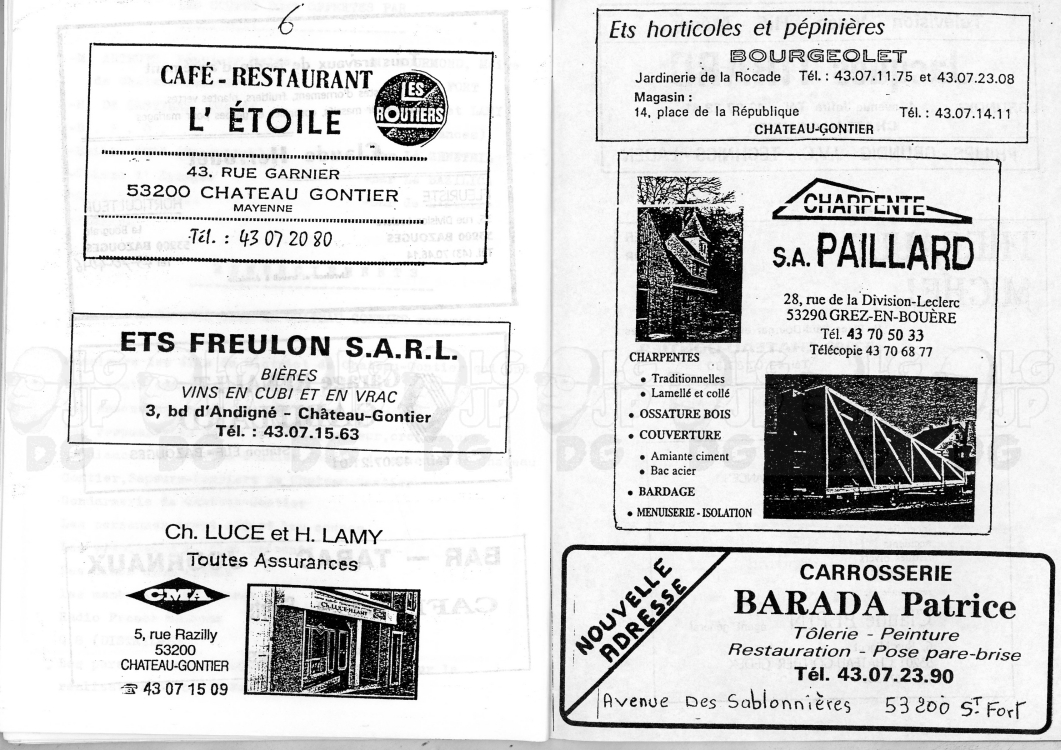 6
CAFÉ - RESTAURANT
L' ÉTOILE
LES
ROUTIERS
43, RUE GARNIER
53200 CHATEAU GONTIER
MAYENNE
Tél. : 43 07 20 80
ETS FREULON S.A.R.L.
BIÈRES
VINS EN CUBI ET EN VRAC
3, bd d'Andigné - Château-Gontier
Tél. : 43.07.15.63
Ch. LUCE et H. LAMY
Toutes Assurances
CMA
Ch. LUCE-H.LAMY
5, rue Razilly
53200
CHATEAU-GONTIER
☎ 43 07 15 09
Ets horticoles et pépinières
BOURGEOLET
Jardinerie de la Rocade Tél. : 43.07.11.75 et 43.07.23.08
Magasin :
14, place de la République Tél. : 43.07.14.11
CHATEAU-GONTIER
CHARPENTE
S.A. PAILLARD
28, rue de la Division-Leclerc
53290 GREZ-EN-BOUÈRE
Tél. 43 70 50 33
Télécopie 43 70 68 77
CHARPENTES
• Traditionnelles
• Lamellé et collé
• OSSATURE BOIS
• COUVERTURE
• Amiante ciment
• Bac acier
• BARDAGE
• MENUISERIE - ISOLATION
NOUVELLE
ADRESSE
CARROSSERIE
BARADA Patrice
Tôlerie - Peinture
Restauration - Pose pare-brise
Tél. 43.07.23.90
Avenue Des Sablonnières 53200 ST Fort